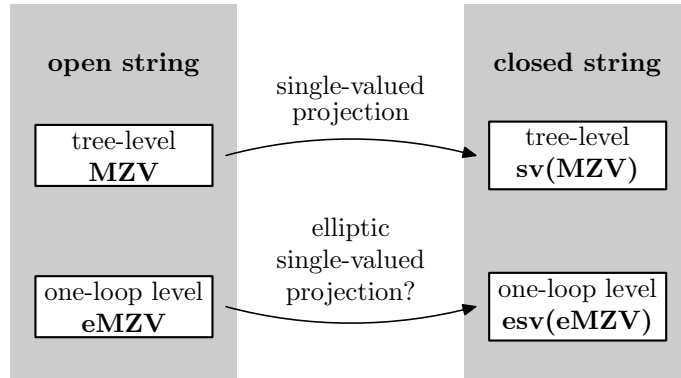 open string
closed string
single-valued
projection
tree-level
MZV
tree-level
sv(MZV)
elliptic
single-valued
projection?
one-loop level
eMZV
one-loop level
esv(eMZV)